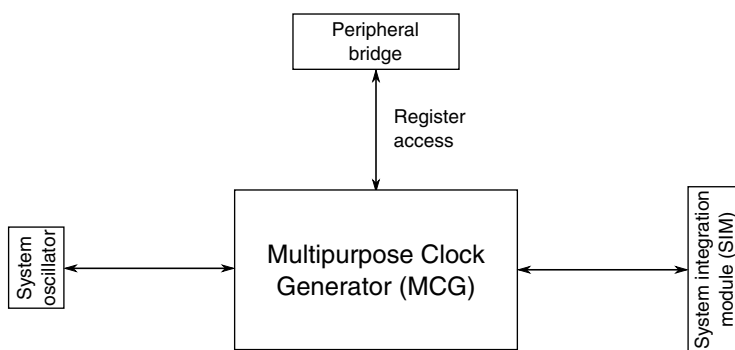 Peripheral
bridge
Register
access
System
oscillator
Multipurpose Clock
Generator (MCG)
System integration
module (SIM)